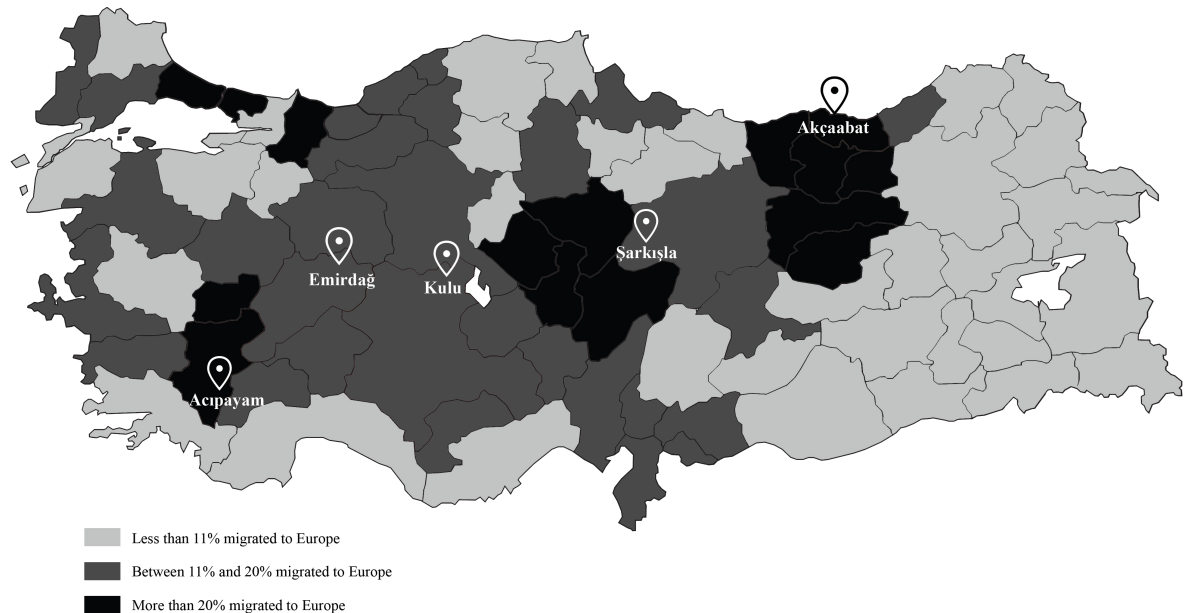 Akçaabat
Şarkışla
Emirdağ
Kulu
Acıpayam
Less than 11% migrated to Europe
Between 11% and 20% migrated to Europe
More than 20% migrated to Europe